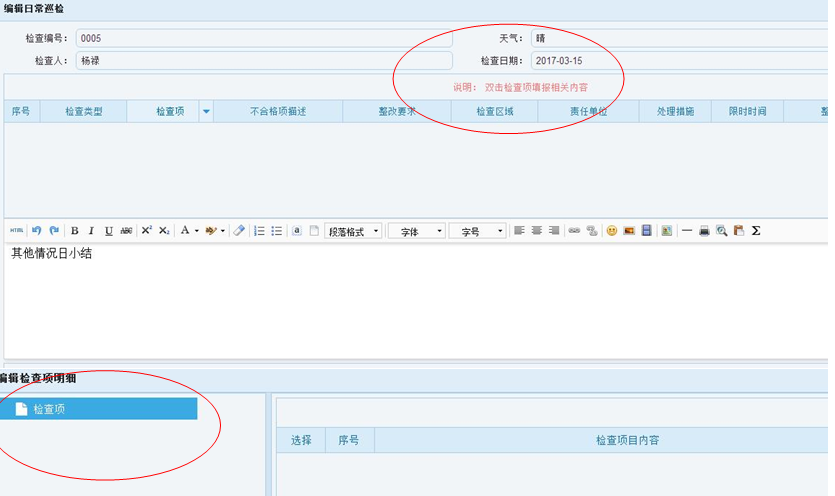 编辑日常巡检
检查编号: 0005 天气: 晴
检查人: 杨禄 检查日期: 2017-03-15
说明: 双击检查项填报相关内容
序号 检查类型 检查项 不合格项描述 整改要求 检查区域 责任单位 处理措施 限时时间 整
HTML B I U ABC X² X₂ A 段落格式 字体 字号 Σ
其他情况日小结
编辑检查项明细
检查项
选择 序号 检查项目内容